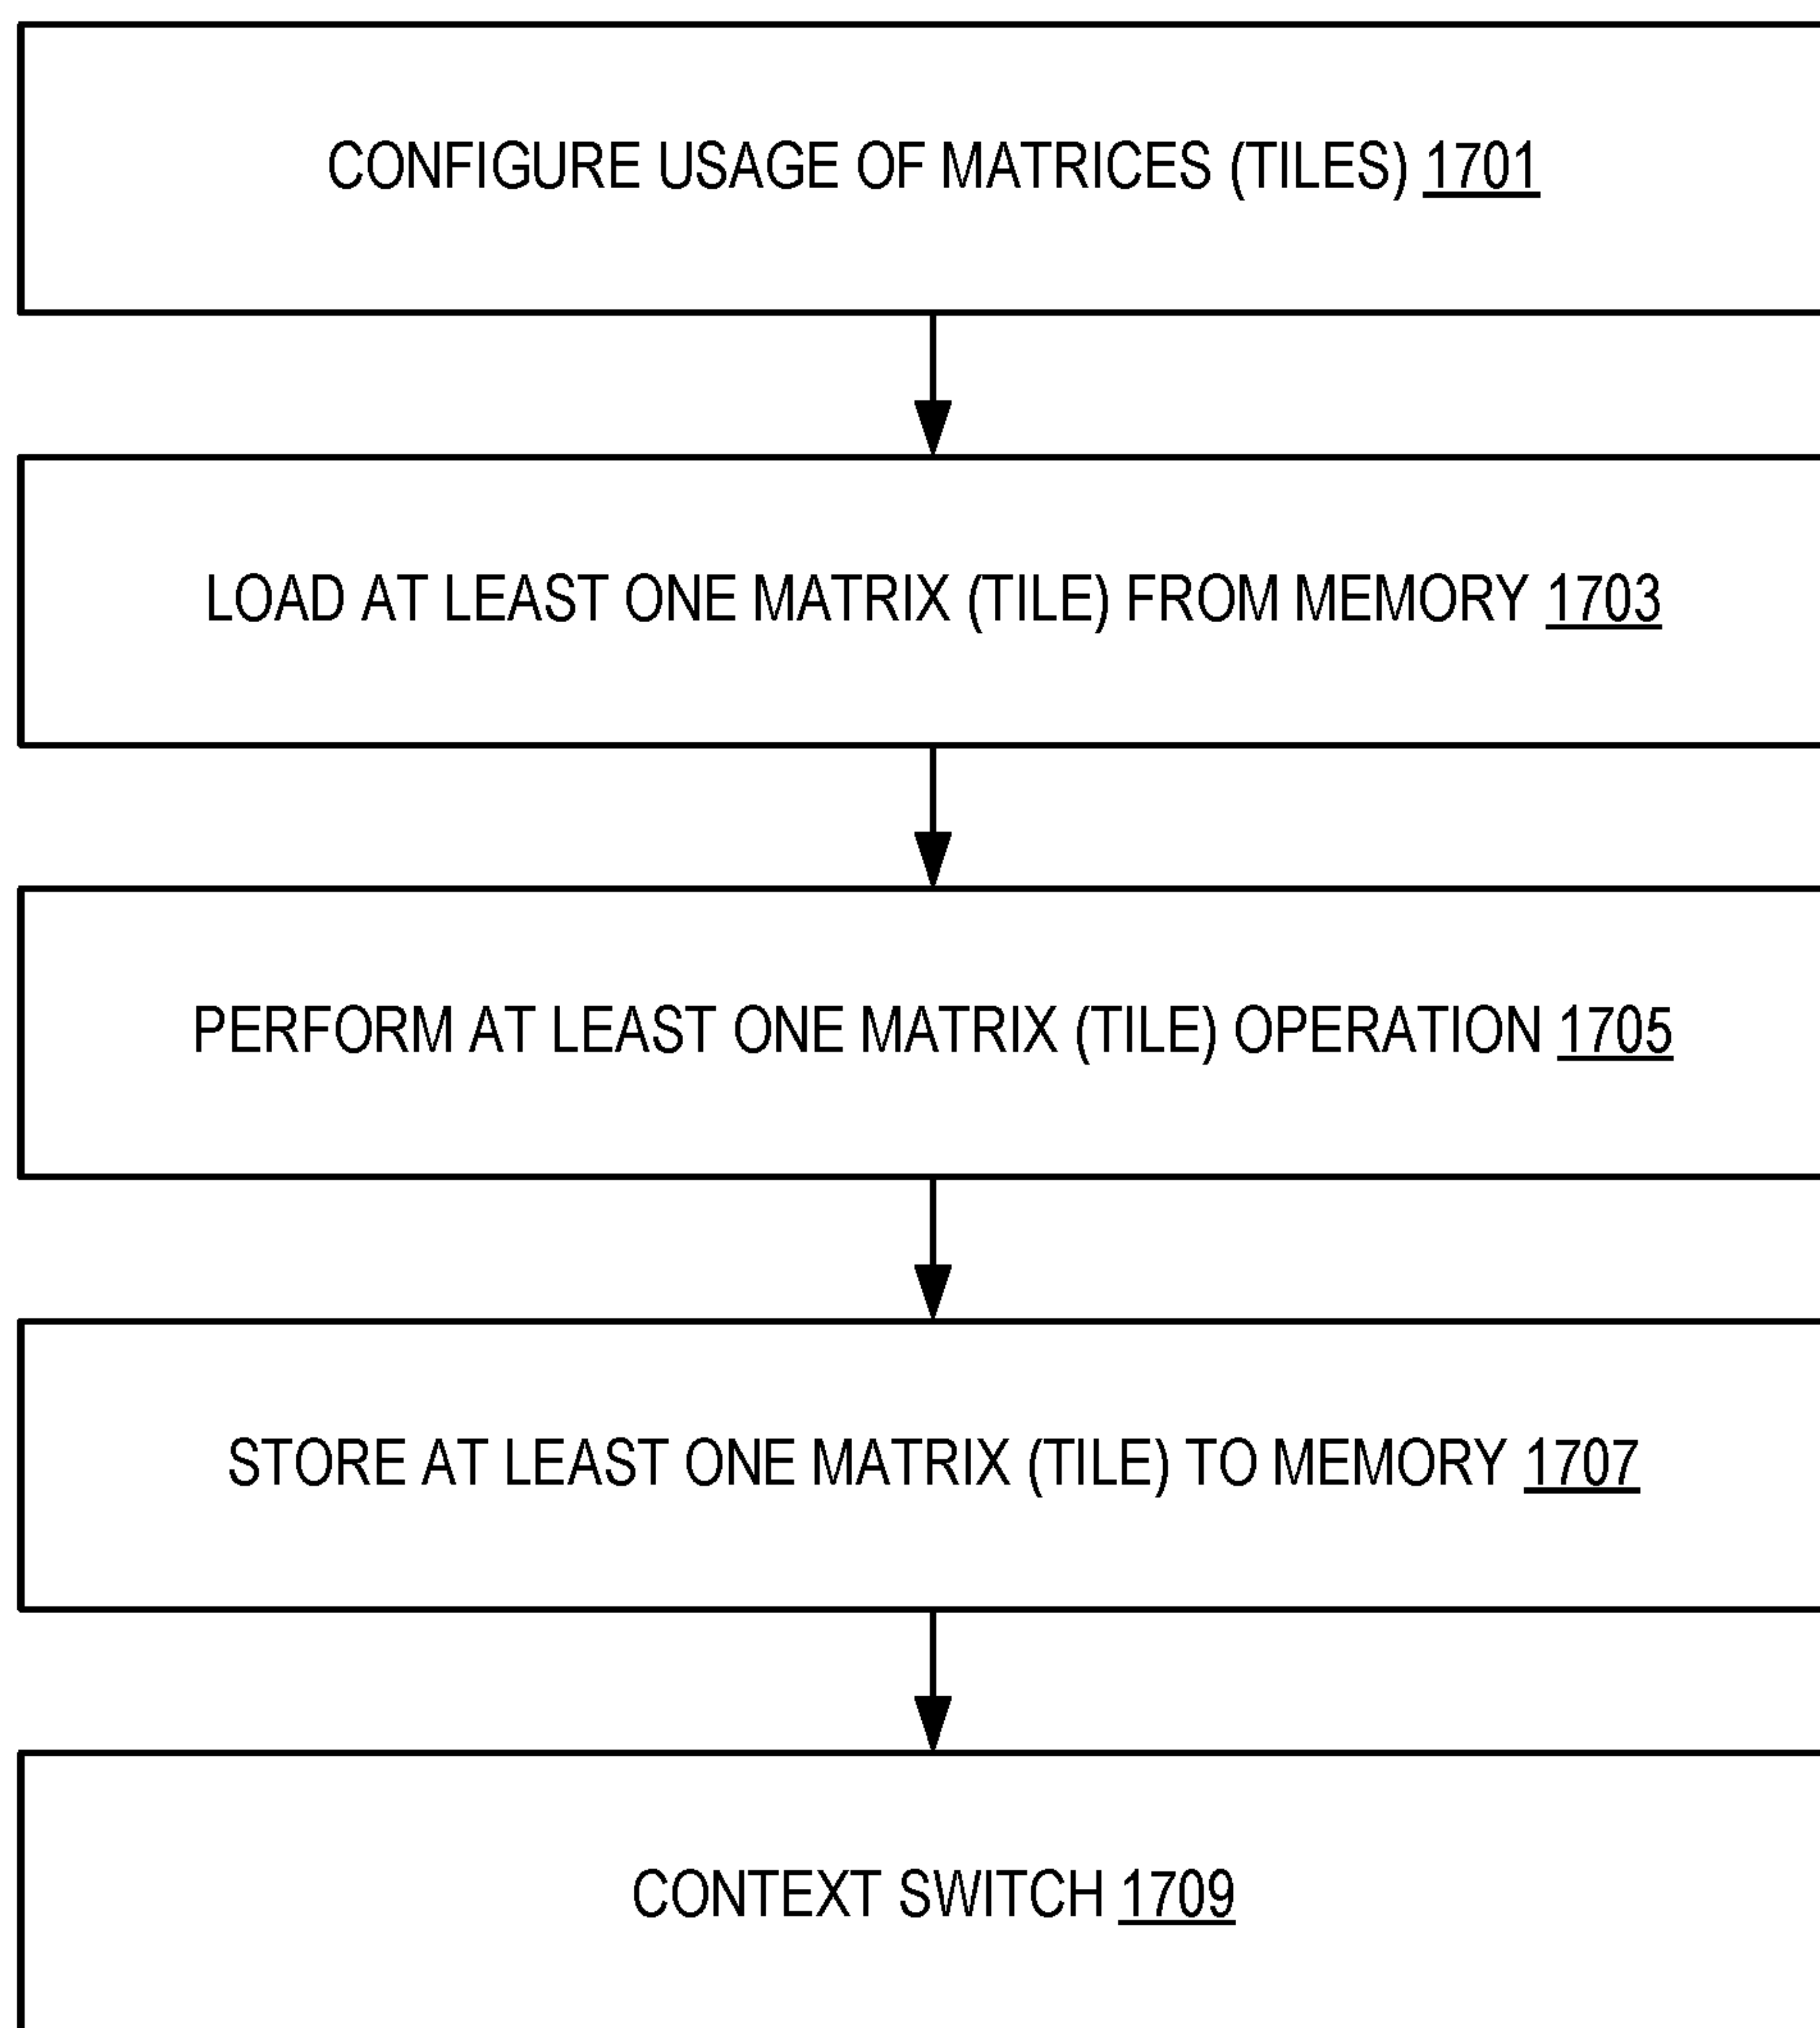 CONFIGURE USAGE OF MATRICES (TILES) 1701
LOAD AT LEAST ONE MATRIX (TILE) FROM MEMORY 1703
PERFORM AT LEAST ONE MATRIX (TILE) OPERATION 1705
STORE AT LEAST ONE MATRIX (TILE) TO MEMORY 1707
CONTEXT SWITCH 1709